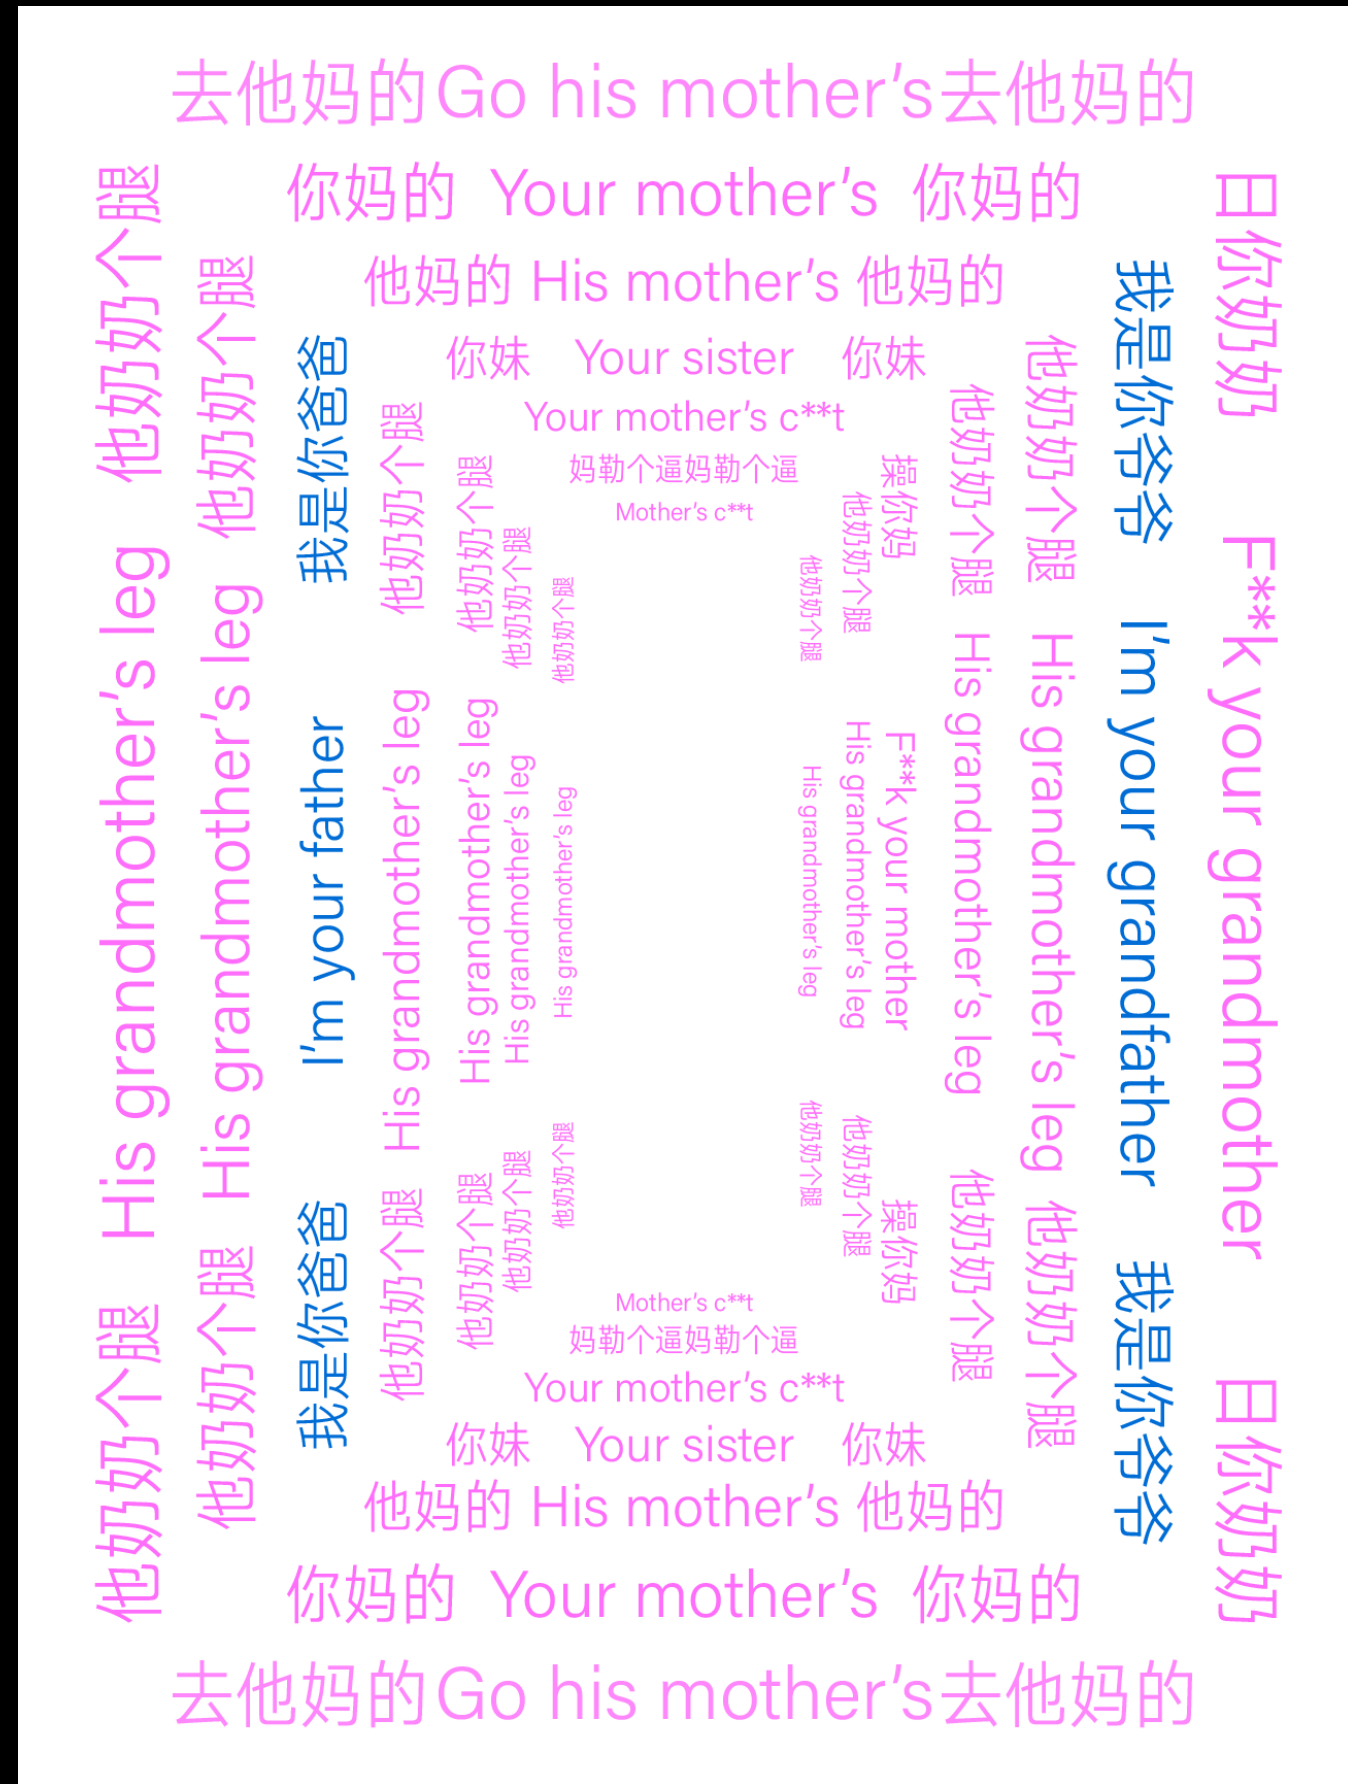 去他妈的Go his mother's去他妈的
你妈的 Your mother's 你妈的
他妈的 His mother's 他妈的
你妹 Your sister 你妹
Your mother's c**t
妈勒个逼妈勒个逼
Mother's c**t
他奶奶个腿 His grandmother's leg 他奶奶个腿
他奶奶个腿 His grandmother's leg 他奶奶个腿
我是你爸爸 I'm your father 我是你爸爸
他奶奶个腿 His grandmother's leg 他奶奶个腿
他奶奶个腿 His grandmother's leg 他奶奶个腿
他奶奶个腿 His grandmother's leg 他奶奶个腿
他奶奶个腿 His grandmother's leg 他奶奶个腿
他奶奶个腿 His grandmother's leg 他奶奶个腿
他奶奶个腿 His grandmother's leg 他奶奶个腿
操你妈 F**k your mother 操你妈
他奶奶个腿 His grandmother's leg 他奶奶个腿
他奶奶个腿 His grandmother's leg 他奶奶个腿
我是你爷爷 I'm your grandfather 我是你爷爷
日你奶奶 F**k your grandmother 日你奶奶
Mother's c**t
妈勒个逼妈勒个逼
Your mother's c**t
你妹 Your sister 你妹
他妈的 His mother's 他妈的
你妈的 Your mother's 你妈的
去他妈的Go his mother's去他妈的